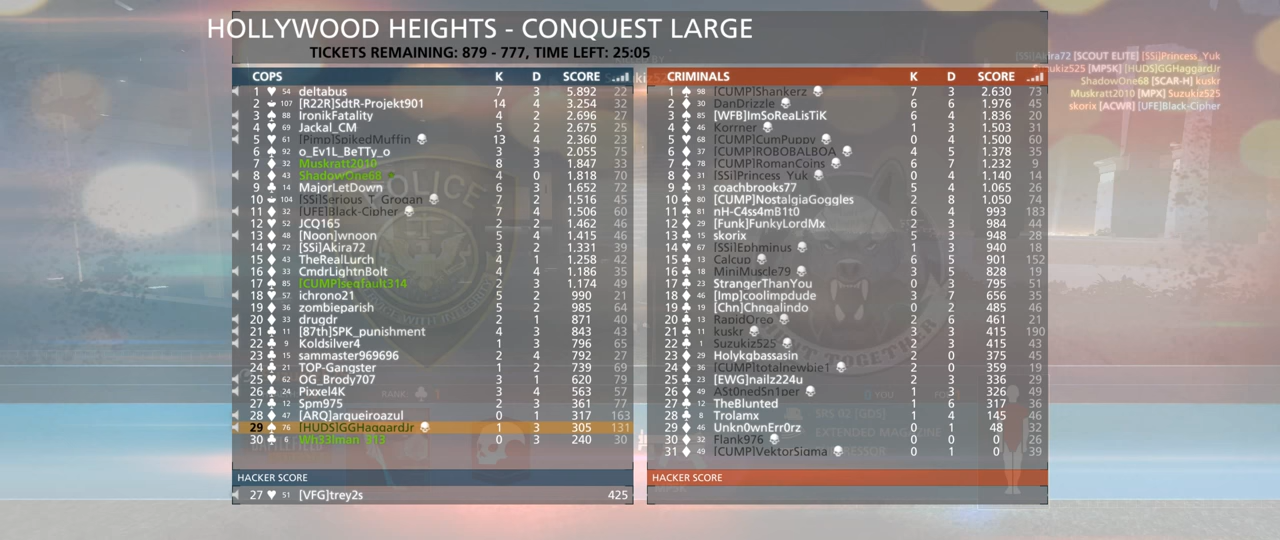 HOLLYWOOD HEIGHTS - CONQUEST LARGE
TICKETS REMAINING: 879 - 777, TIME LEFT: 25:05
COPS K D SCORE
1 54 deltabus 7 3 5.892 22
2 107 [R22R]SdtR-Projekt901 14 4 3.254 32
3 88 IronikFatality 4 2 2.696 27
4 69 Jackal_CM 5 2 2.675 25
5 61 [Pimp]SpikedMuffin 13 4 2.360 23
6 92 o_Ev1L_BeTTy_o 3 3 2.055 75
7 32 Muskratt2010 8 3 1.847 33
8 43 ShadowOne68 4 0 1.818 70
9 14 MajorLetDown 6 3 1.652 72
10 104 [SSi]Serious_T_Grogan 7 2 1.516 45
11 32 [UFE]Black-Cipher 7 4 1.506 60
12 52 JCQ165 2 2 1.462 46
13 48 [Noon]wnoon 5 4 1.415 46
14 72 [SSi]Akira72 3 2 1.331 39
15 43 TheRealLurch 4 1 1.258 42
16 33 CmdrLightnBolt 4 4 1.186 35
17 85 [CUMP]segfault314 2 3 1.174 49
18 57 ichrono21 5 2 990 21
19 36 zombieparish 5 2 985 64
20 33 drugdr 2 1 871 40
21 11 [87th]SPK_punishment 4 3 843 43
22 9 Koldsilver4 1 3 796 65
23 15 sammaster969696 2 4 792 27
24 21 TOP-Gangster 1 2 739 69
25 62 OG_Brody707 3 1 620 79
26 24 Pixxel4K 3 4 563 57
27 12 Spm975 2 3 361 77
28 47 [ARQ]arqueiroazul 0 1 317 163
29 76 [HUDS]GGHaggardJr 1 3 305 131
30 6 Wh33lman_313 0 3 240 30
HACKER SCORE
27 51 [VFG]trey2s 425
CRIMINALS K D SCORE
1 98 [CUMP]Shankerz 7 3 2.630 73
2 30 DanDrizzle 6 6 1.976 45
3 85 [WFB]ImSoReaLisTiK 6 4 1.836 20
4 46 Korrner 1 3 1.503 31
5 68 [CUMP]CumPuppy 0 4 1.500 60
6 37 [CUMP]ROBOBALBOA 4 5 1.378 35
7 78 [CUMP]RomanCoins 6 7 1.232 9
8 31 [SSi]Princess_Yuk 0 4 1.140 14
9 13 coachbrooks77 5 4 1.065 26
10 80 [CUMP]NostalgiaGoggles 2 8 1.050 74
11 81 nH-C4ss4mB1t0 6 4 993 183
12 29 [Funk]FunkyLordMx 2 3 984 44
13 15 skorix 5 3 948 28
14 67 [SSi]Ephminus 1 3 940 18
15 13 Calcup 6 5 901 152
16 18 MiniMuscle79 3 5 828 19
17 23 StrangerThanYou 0 3 795 51
18 46 [Imp]coolimpdude 3 7 656 35
19 19 [Chn]Chngalindo 0 2 485 46
20 13 RapidOreo 2 6 461 21
21 11 kuskr 3 3 415 190
22 1 Suzukiz525 2 3 415 43
23 29 Holykgbassasin 2 0 375 45
24 36 [CUMP]totalnewbie1 2 0 359 19
25 23 [EWG]nailz224u 2 3 336 29
26 49 ASt0nedSn1per 1 3 326 49
27 12 TheBlunted 1 6 317 36
28 8 Trolamx 1 4 145 46
29 46 Unkn0wnErr0rz 0 1 48 32
30 32 Flank976 0 0 0 26
31 49 [CUMP]VektorSigma 0 1 0 39
HACKER SCORE
[SSi]Akira72 [SCOUT ELITE] [SSi]Princess_Yuk
[MP5K] [HUDS]GGHaggardJr
ShadowOne68 [SCAR-H] kuskr
Muskratt2010 [MPX] Suzukiz525
skorix [ACWR] [UFE]Black-Cipher